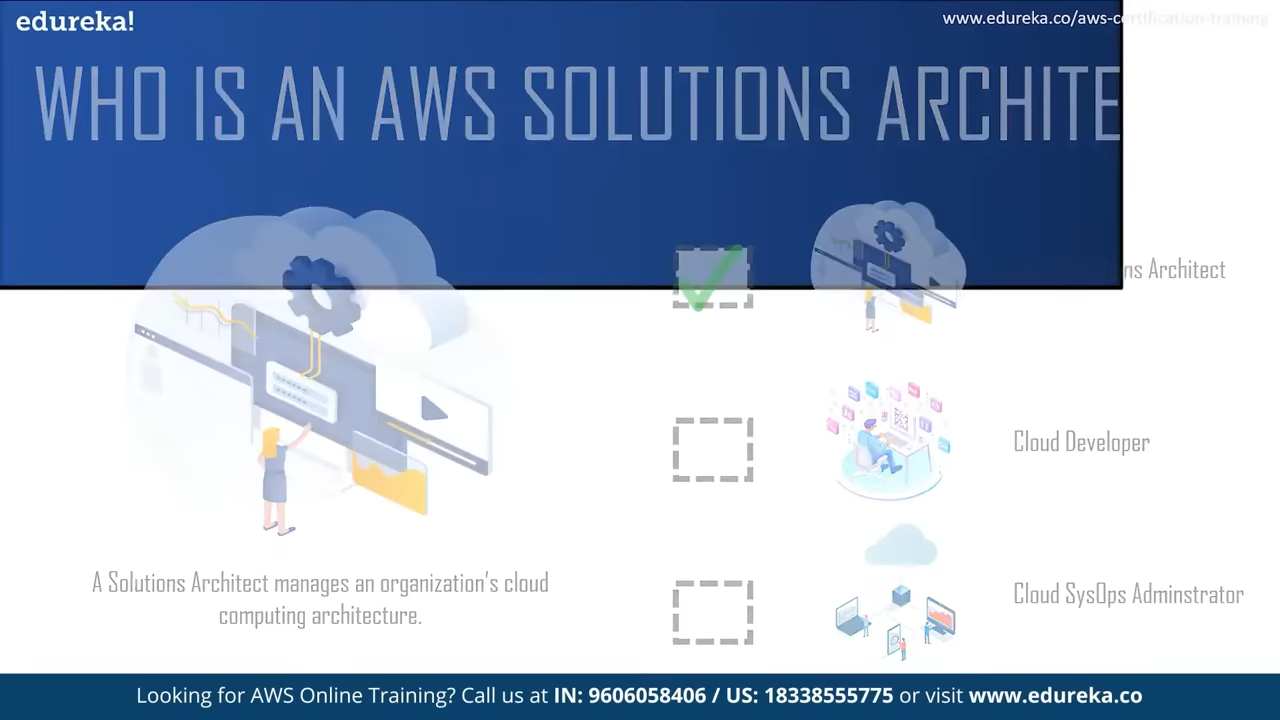 edureka!
www.edureka.co/aws-certification-training
WHO IS AN AWS SOLUTIONS ARCHITE
ns Architect
Cloud Developer
A Solutions Architect manages an organization's cloud
computing architecture.
Cloud SysOps Adminstrator
Looking for AWS Online Training? Call us at IN: 9606058406 / US: 18338555775 or visit www.edureka.co